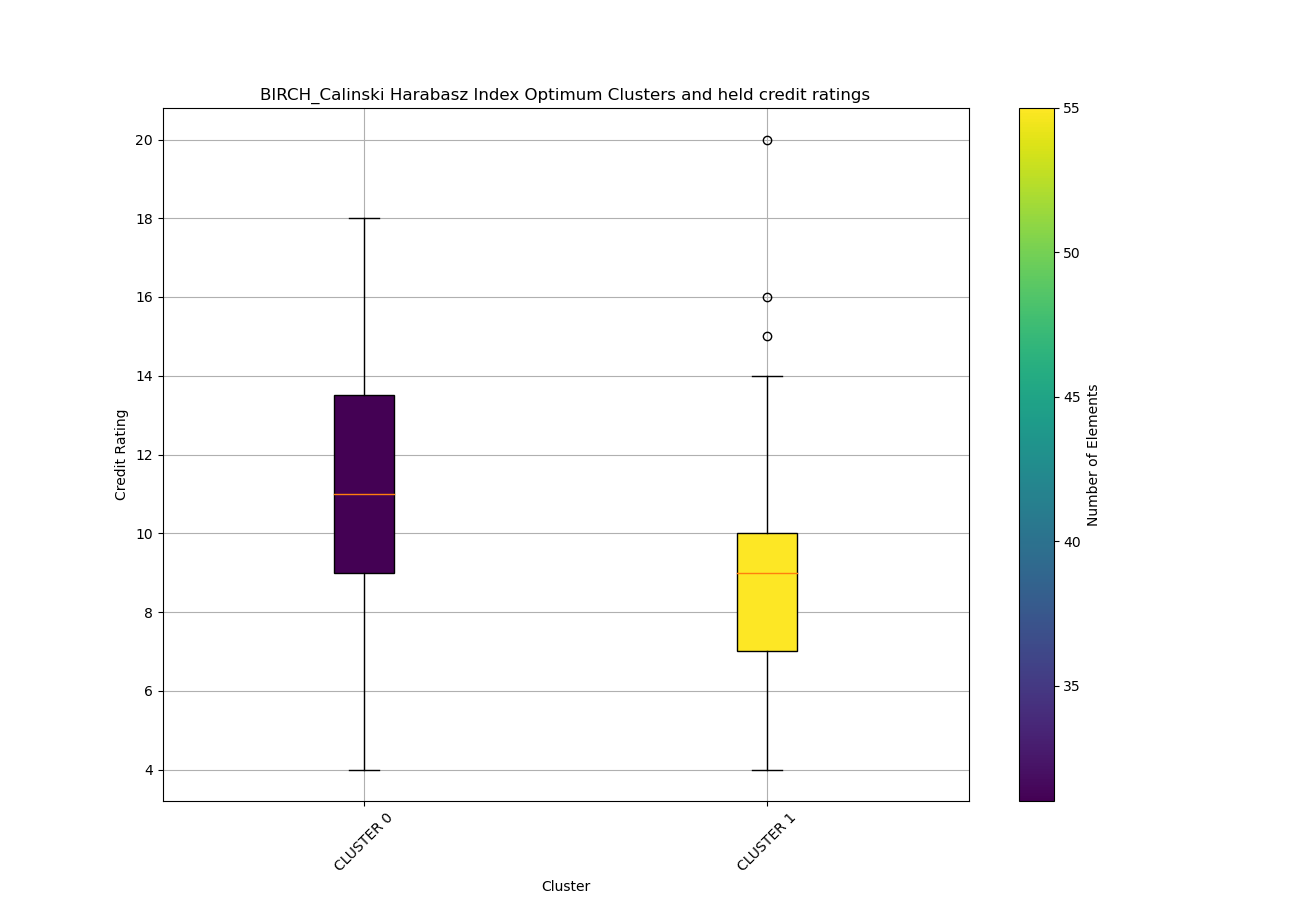 BIRCH_Calinski Harabasz Index Optimum Clusters and held credit ratings
20
18
16
14
12
10
8
6
4
Credit Rating
CLUSTER 0
CLUSTER 1
Cluster
55
50
45
40
35
Number of Elements